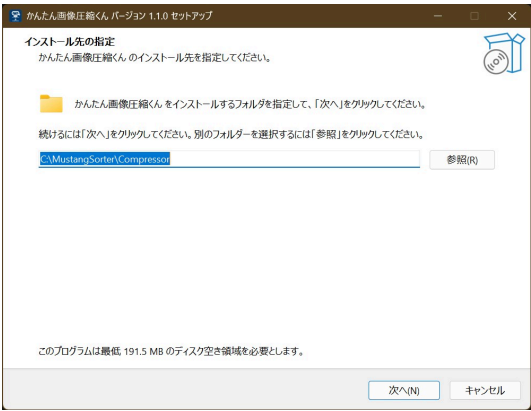 かんたん画像圧縮くん バージョン 1.1.0 セットアップ
インストール先の指定
かんたん画像圧縮くん のインストール先を指定してください。
かんたん画像圧縮くん をインストールするフォルダを指定して、「次へ」をクリックしてください。
続けるには「次へ」をクリックしてください。別のフォルダーを選択するには「参照」をクリックしてください。
C:\MustangSorter\Compressor
参照(R)
このプログラムは最低 191.5 MB のディスク空き領域を必要とします。
次へ(N)
キャンセル